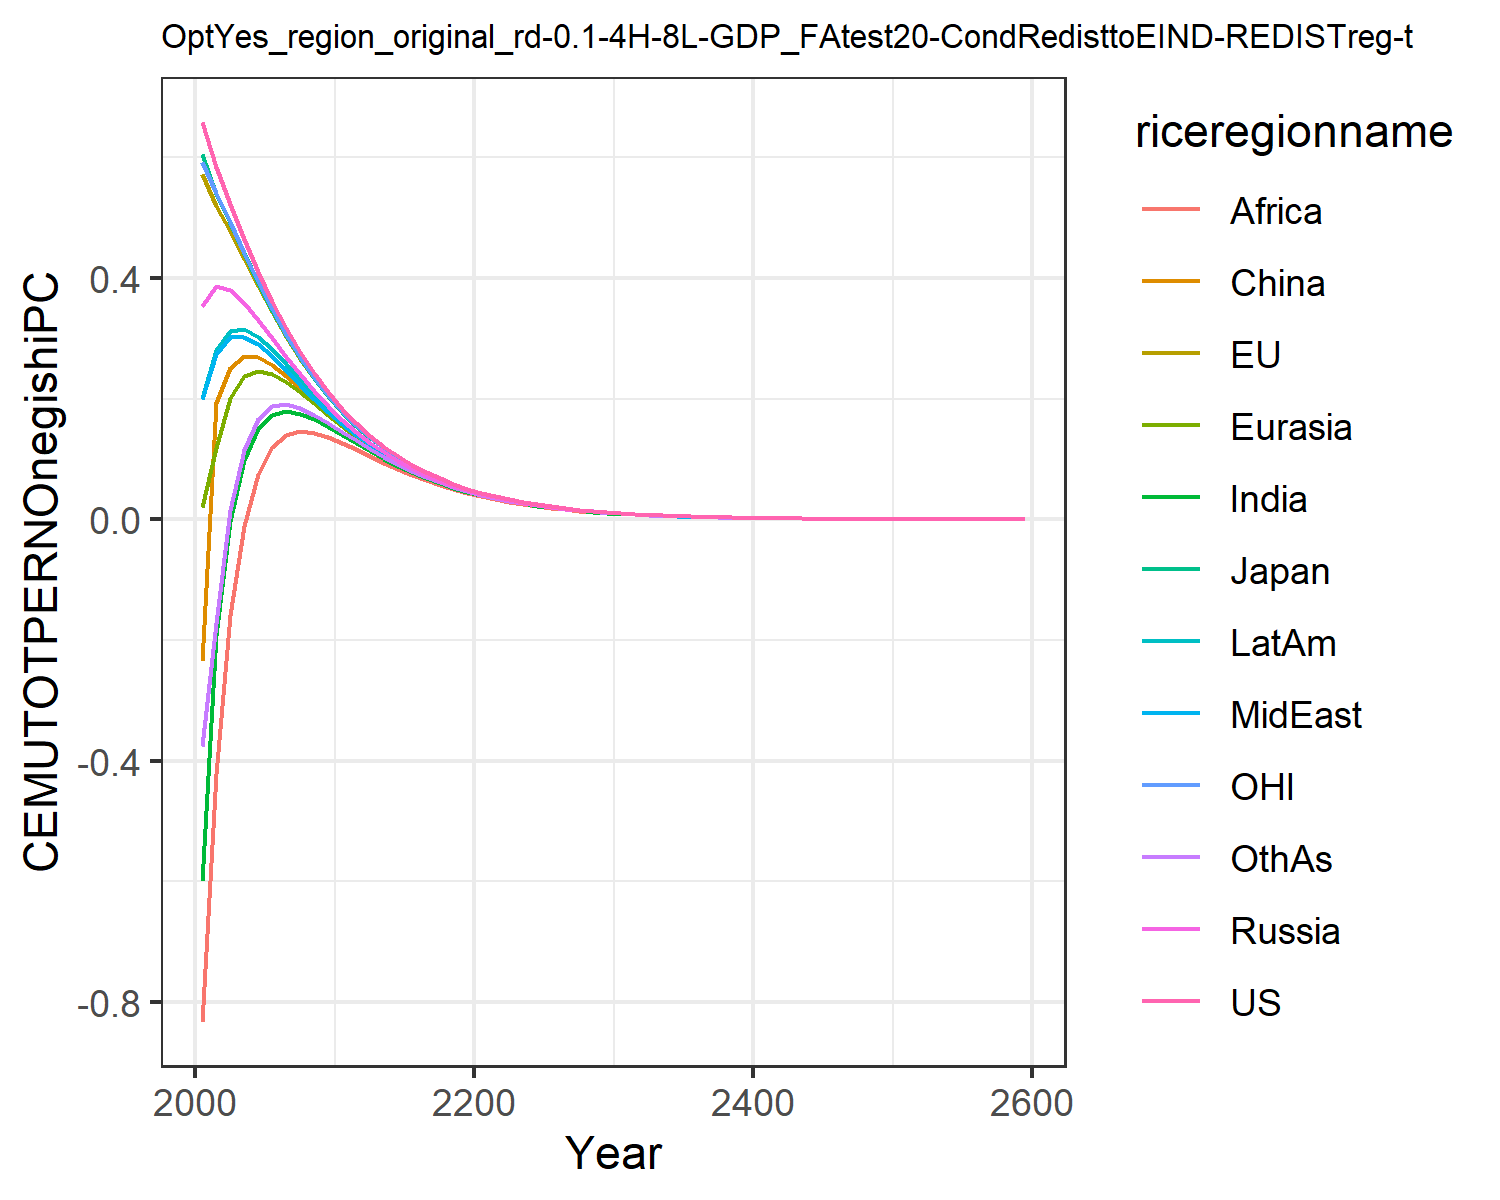 OptYes_region_original_rd-0.1-4H-8L-GDP_FAtest20-CondRedisttoEIND-REDISTreg-t
CEMUTOTPERNOnegishiPC
0.4
0.0
-0.4
-0.8
2000
2200
2400
2600
Year
riceregionname
Africa
China
EU
Eurasia
India
Japan
LatAm
MidEast
OHI
OthAs
Russia
US